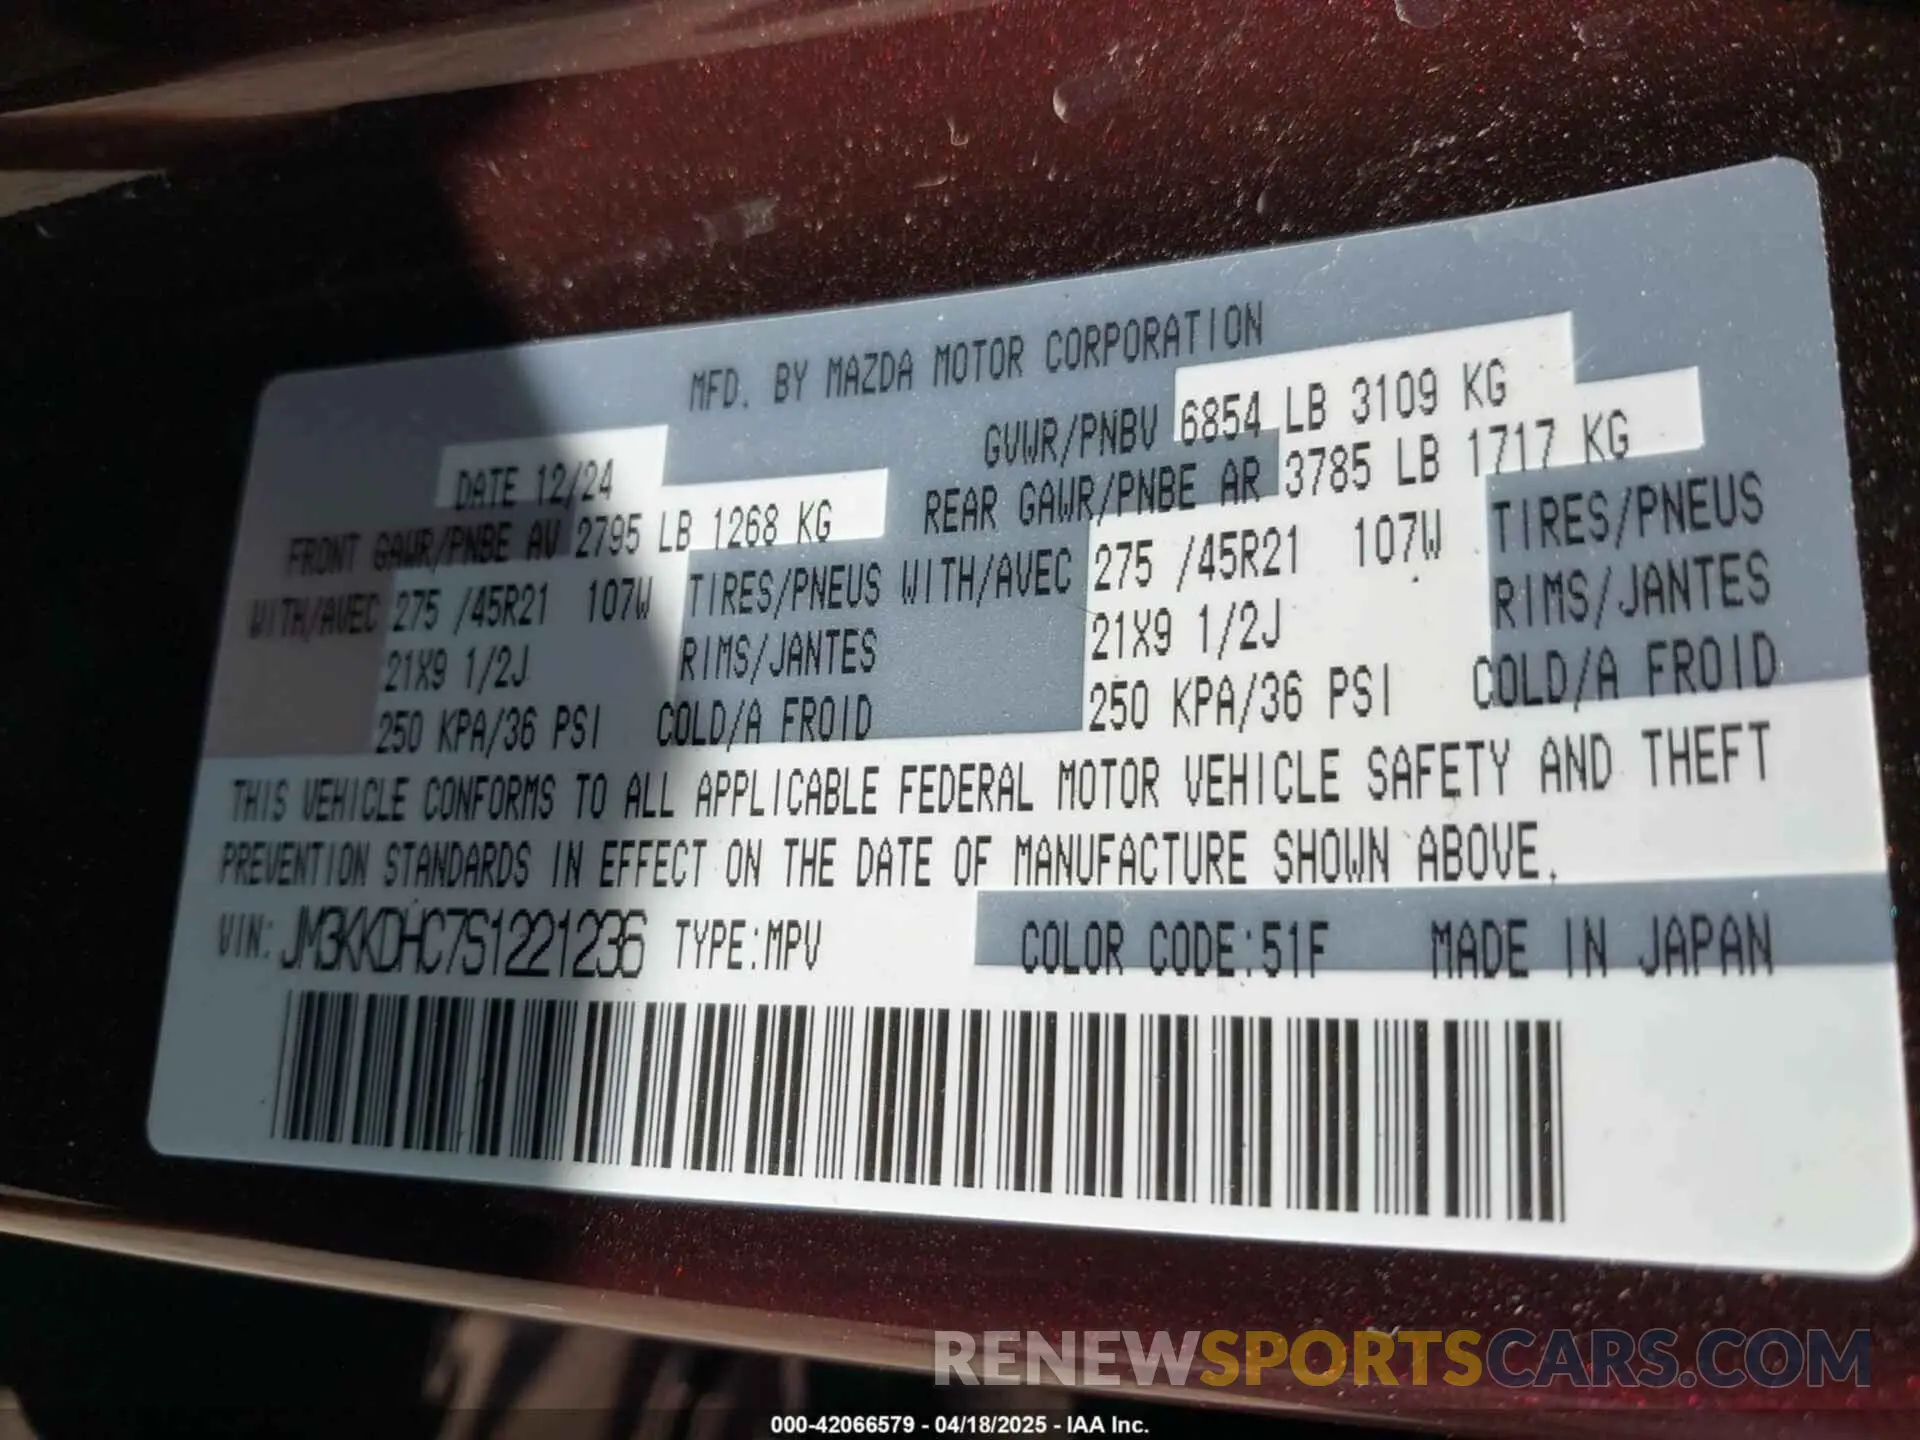 MFD. BY MAZDA MOTOR CORPORATION
DATE 12/24
GVWR/PNBV 6854 LB 3109 KG
FRONT GAWR/PNBE AV 2795 LB 1268 KG
REAR GAWR/PNBE AR 3785 LB 1717 KG
WITH/AVEC 275 /45R21 107W TIRES/PNEUS
21X9 1/2J RIMS/JANTES
250 KPA/36 PSI COLD/A FROID
WITH/AVEC 275 /45R21 107W TIRES/PNEUS
21X9 1/2J RIMS/JANTES
250 KPA/36 PSI COLD/A FROID
THIS VEHICLE CONFORMS TO ALL APPLICABLE FEDERAL MOTOR VEHICLE SAFETY AND THEFT
PREVENTION STANDARDS IN EFFECT ON THE DATE OF MANUFACTURE SHOWN ABOVE.
VIN: JM3KKDHC7S1221236 TYPE:MPV COLOR CODE:51F MADE IN JAPAN
RENEWSPORTSCARS.COM
000-42066579 - 04/18/2025 - IAA Inc.